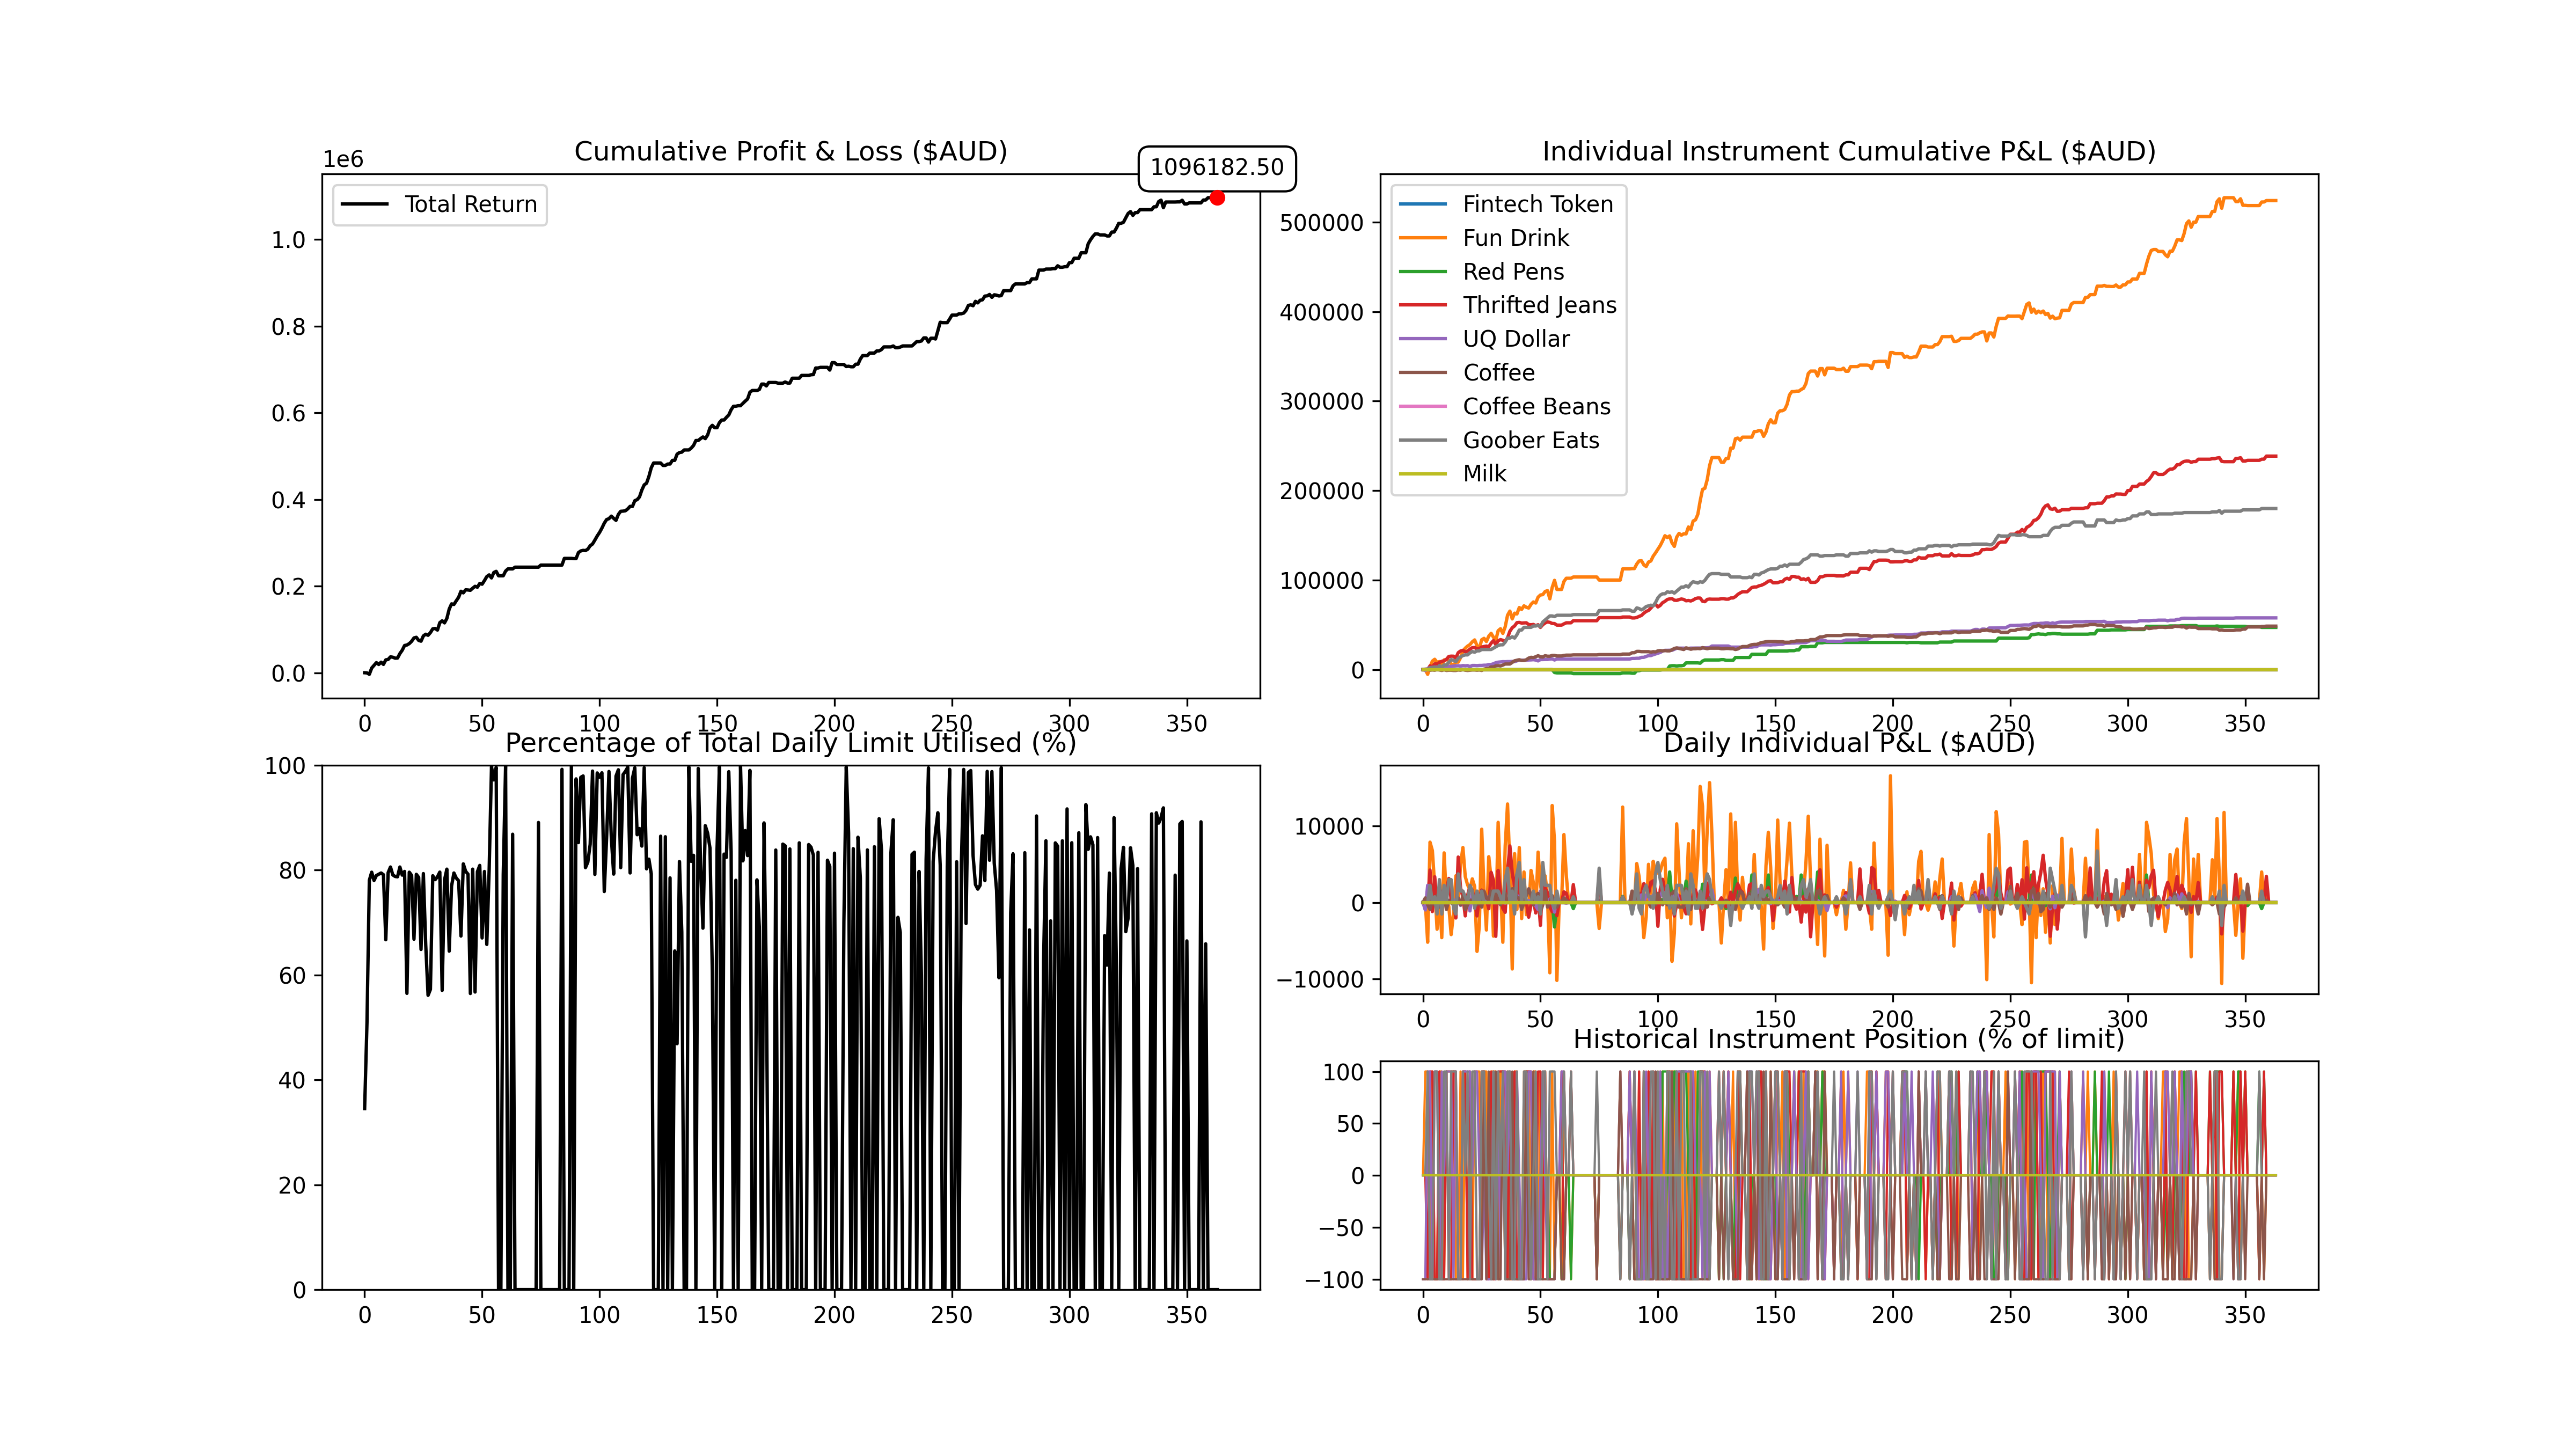 Cumulative Profit & Loss ($AUD)
1e6
1096182.50
Total Return
1.0
0.8
0.6
0.4
0.2
0.0
0 50 100 150 200 250 300 350
Individual Instrument Cumulative P&L ($AUD)
Fintech Token
Fun Drink
Red Pens
Thrifted Jeans
UQ Dollar
Coffee
Coffee Beans
Goober Eats
Milk
500000
400000
300000
200000
100000
0
0 50 100 150 200 250 300 350
Percentage of Total Daily Limit Utilised (%)
100
80
60
40
20
0
0 50 100 150 200 250 300 350
Daily Individual P&L ($AUD)
10000
0
−10000
0 50 100 150 200 250 300 350
Historical Instrument Position (% of limit)
100
50
0
−50
−100
0 50 100 150 200 250 300 350